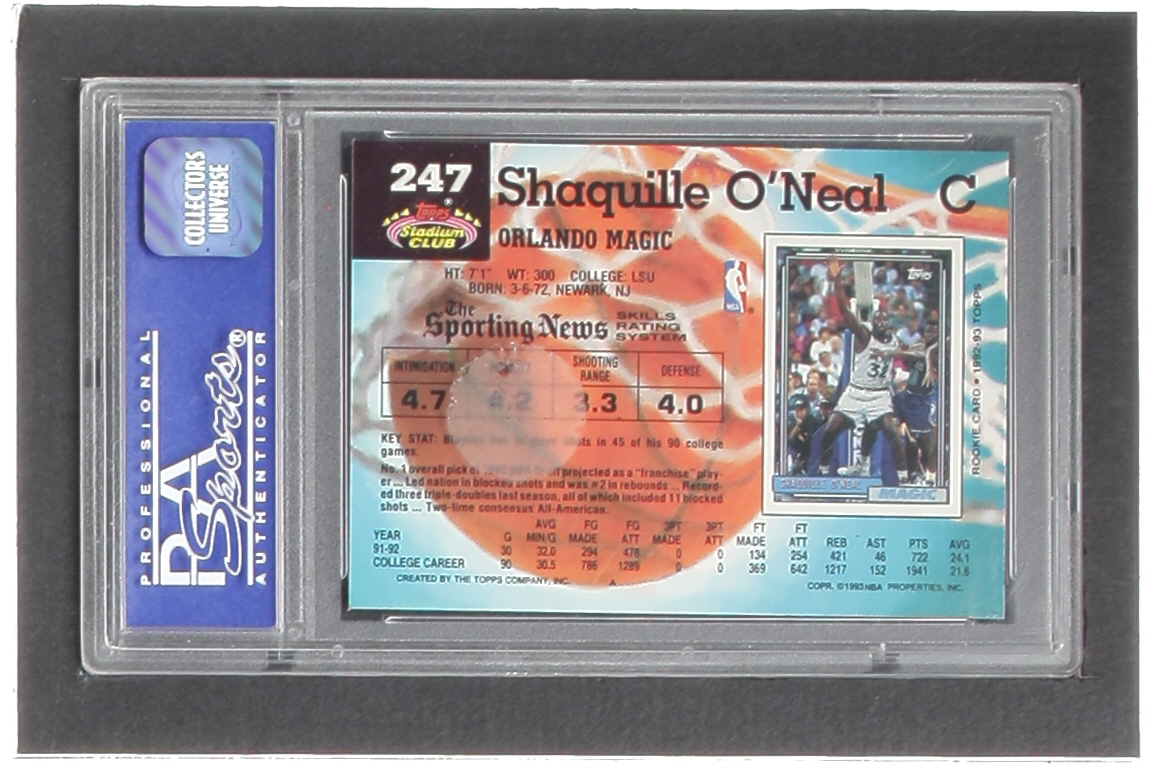 COLLECTORS
UNIVERSE
PROFESSIONAL
PSA
Sports®
AUTHENTICATOR
247
TOPPS®
Stadium
CLUB
Shaquille O'Neal C
ORLANDO MAGIC
HT: 7'1" WT: 300 COLLEGE: LSU
BORN: 3-6-72, NEWARK, NJ
NBA ®
The
Sporting News
SKILLS
RATING
SYSTEM
INTIMIDATION SHOOTING RANGE DEFENSE
4.7 4.2 3.3 4.0
KEY STAT: shots in 45 of his 90 college
games.
No. 1 overall pick projected as a "franchise" play-
er ... Led nation in blocked shots and was #2 in rebounds ... Record-
ed three triple-doubles last season, all of which included 11 blocked
shots ... Two-time consensus All-American.
YEAR G AVG MIN/G FG MADE FG ATT 3PT MADE 3PT ATT FT MADE FT ATT REB AST PTS AVG
91-92 30 32.0 294 478 0 0 134 254 421 46 722 24.1
COLLEGE CAREER 90 30.5 786 1289 0 0 369 642 1217 152 1941 21.6
CREATED BY THE TOPPS COMPANY, INC. A
COPR. ©1993 NBA PROPERTIES, INC.
Topps
32
SHAQUILLE O'NEAL
MAGIC
ROOKIE CARD • 1992-93 TOPPS